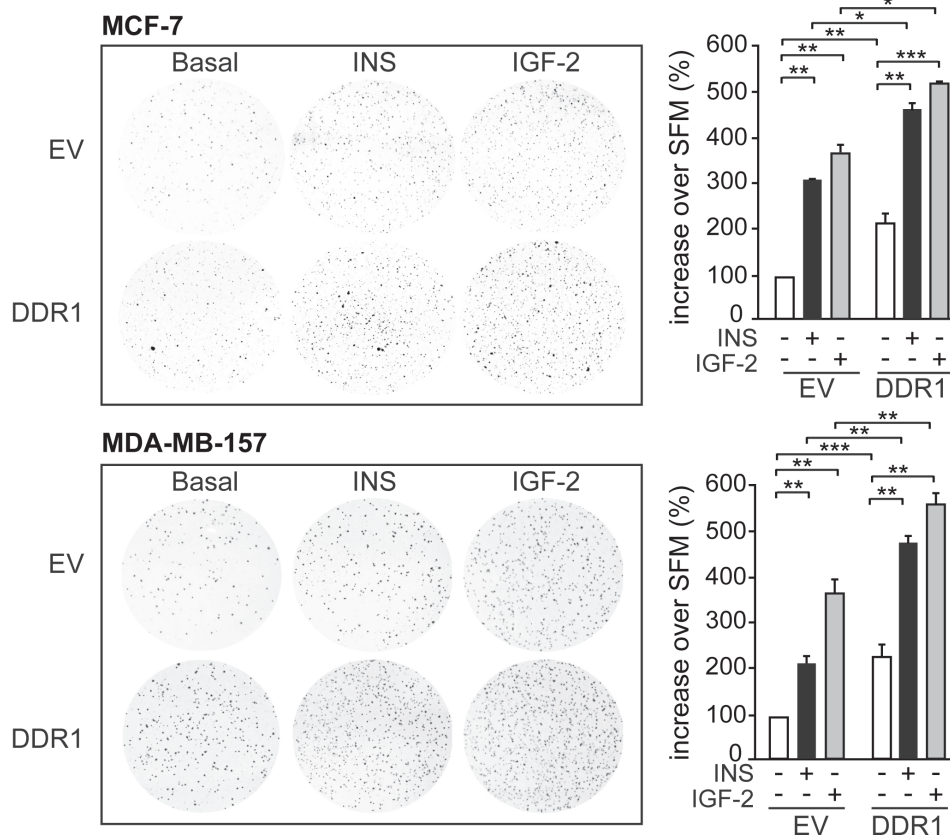 MCF-7
Basal INS IGF-2
EV
DDR1
increase over SFM (%)
600
500
400
300
200
100
0
*
*
**
**
**
***
**
INS - + - - + -
IGF-2 - - + - - +
EV DDR1
MDA-MB-157
Basal INS IGF-2
EV
DDR1
increase over SFM (%)
600
500
400
300
200
100
0
**
**
***
**
**
**
**
INS - + - - + -
IGF-2 - - + - - +
EV DDR1